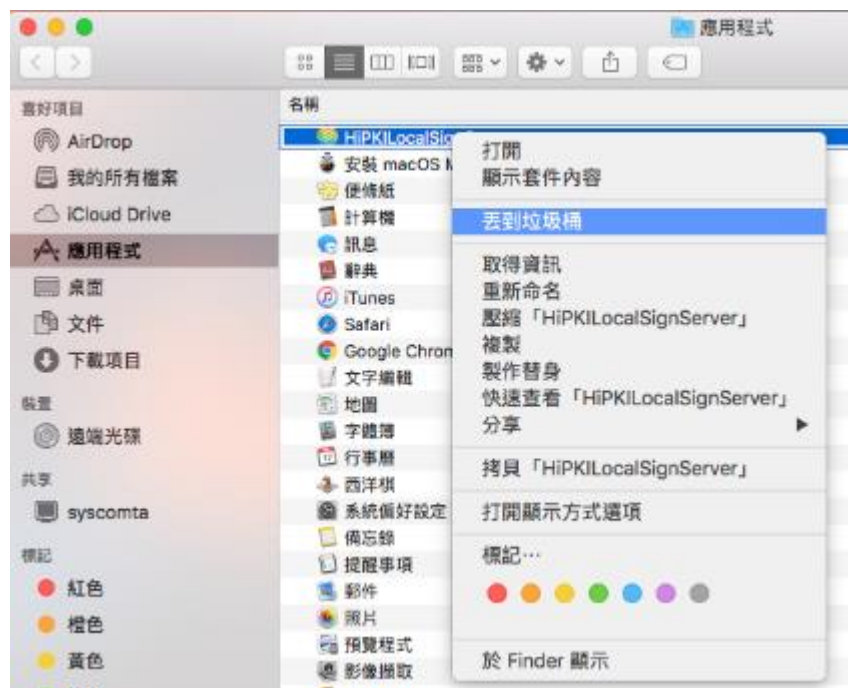 應用程式
喜好項目
AirDrop
我的所有檔案
iCloud Drive
應用程式
桌面
文件
下載項目
裝置
遠端光碟
共享
syscomta
標記
紅色
橙色
黃色
名稱
HiPKILocalSig
安裝 macOS
便條紙
計算機
訊息
辭典
iTunes
Safari
Google Chron
文字編輯
地圖
字體簿
行事曆
西洋棋
系統偏好設定
備忘錄
提醒事項
郵件
照片
預覽程式
影像擷取
打開
顯示套件內容
丟到垃圾桶
取得資訊
重新命名
壓縮「HiPKILocalSignServer」
複製
製作替身
快速查看「HiPKILocalSignServer」
分享
拷貝「HiPKILocalSignServer」
打開顯示方式選項
標記…
於 Finder 顯示